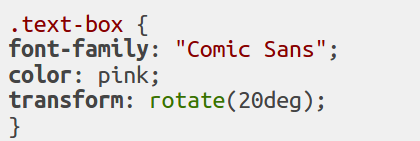 .text-box {
font-family: "Comic Sans";
color: pink;
transform: rotate(20deg);
}